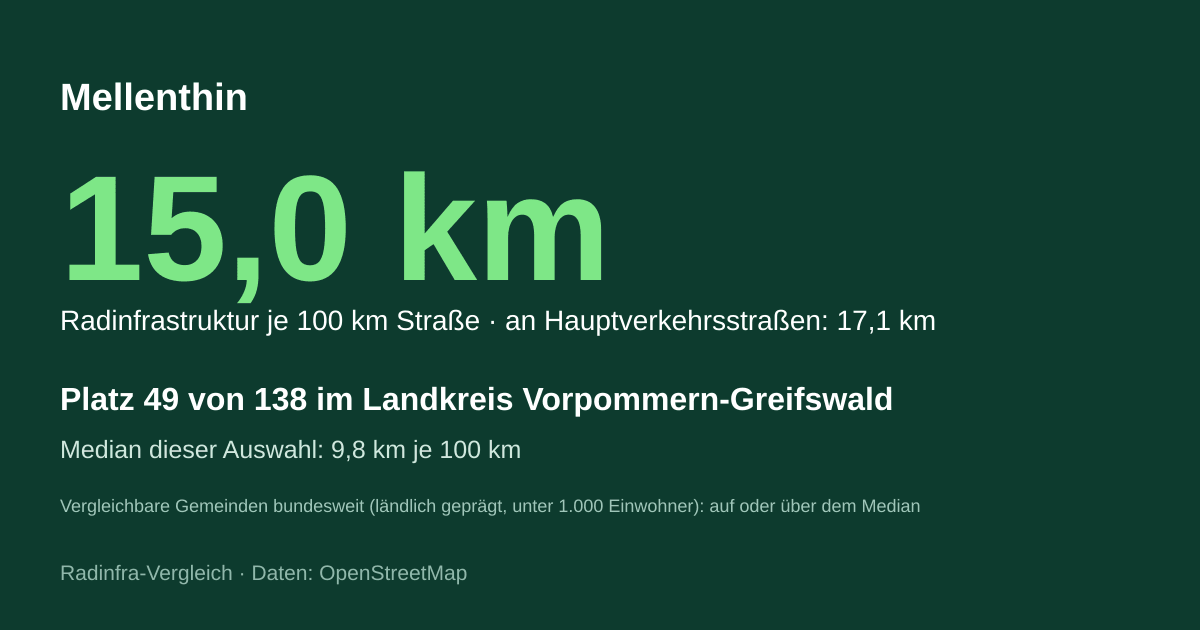 Mellenthin
15,0 km
Radinfrastruktur je 100 km Straße · an Hauptverkehrsstraßen: 17,1 km
Platz 49 von 138 im Landkreis Vorpommern-Greifswald
Median dieser Auswahl: 9,8 km je 100 km
Vergleichbare Gemeinden bundesweit (ländlich geprägt, unter 1.000 Einwohner): auf oder über dem Median
Radinfra-Vergleich · Daten: OpenStreetMap